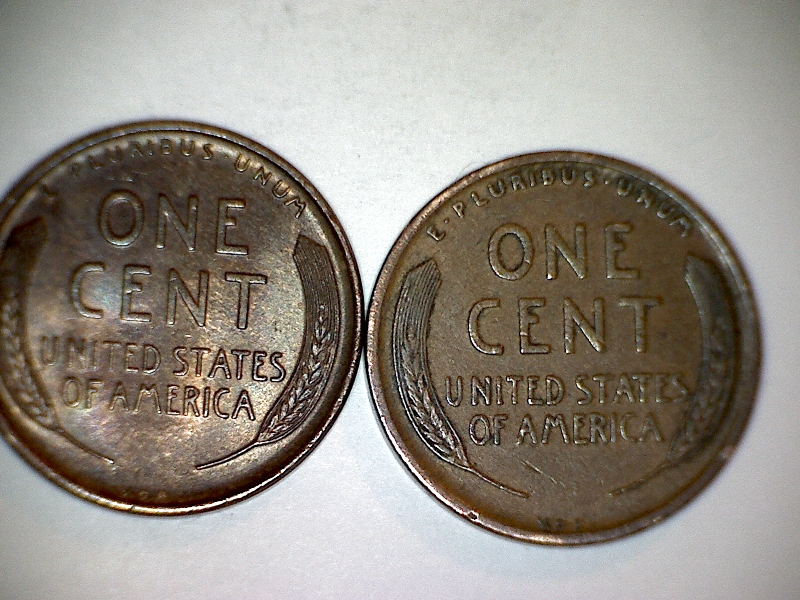 E · PLURIBUS · UNUM
ONE
CENT
UNITED STATES
OF AMERICA
E · PLURIBUS · UNUM
ONE
CENT
UNITED STATES
OF AMERICA